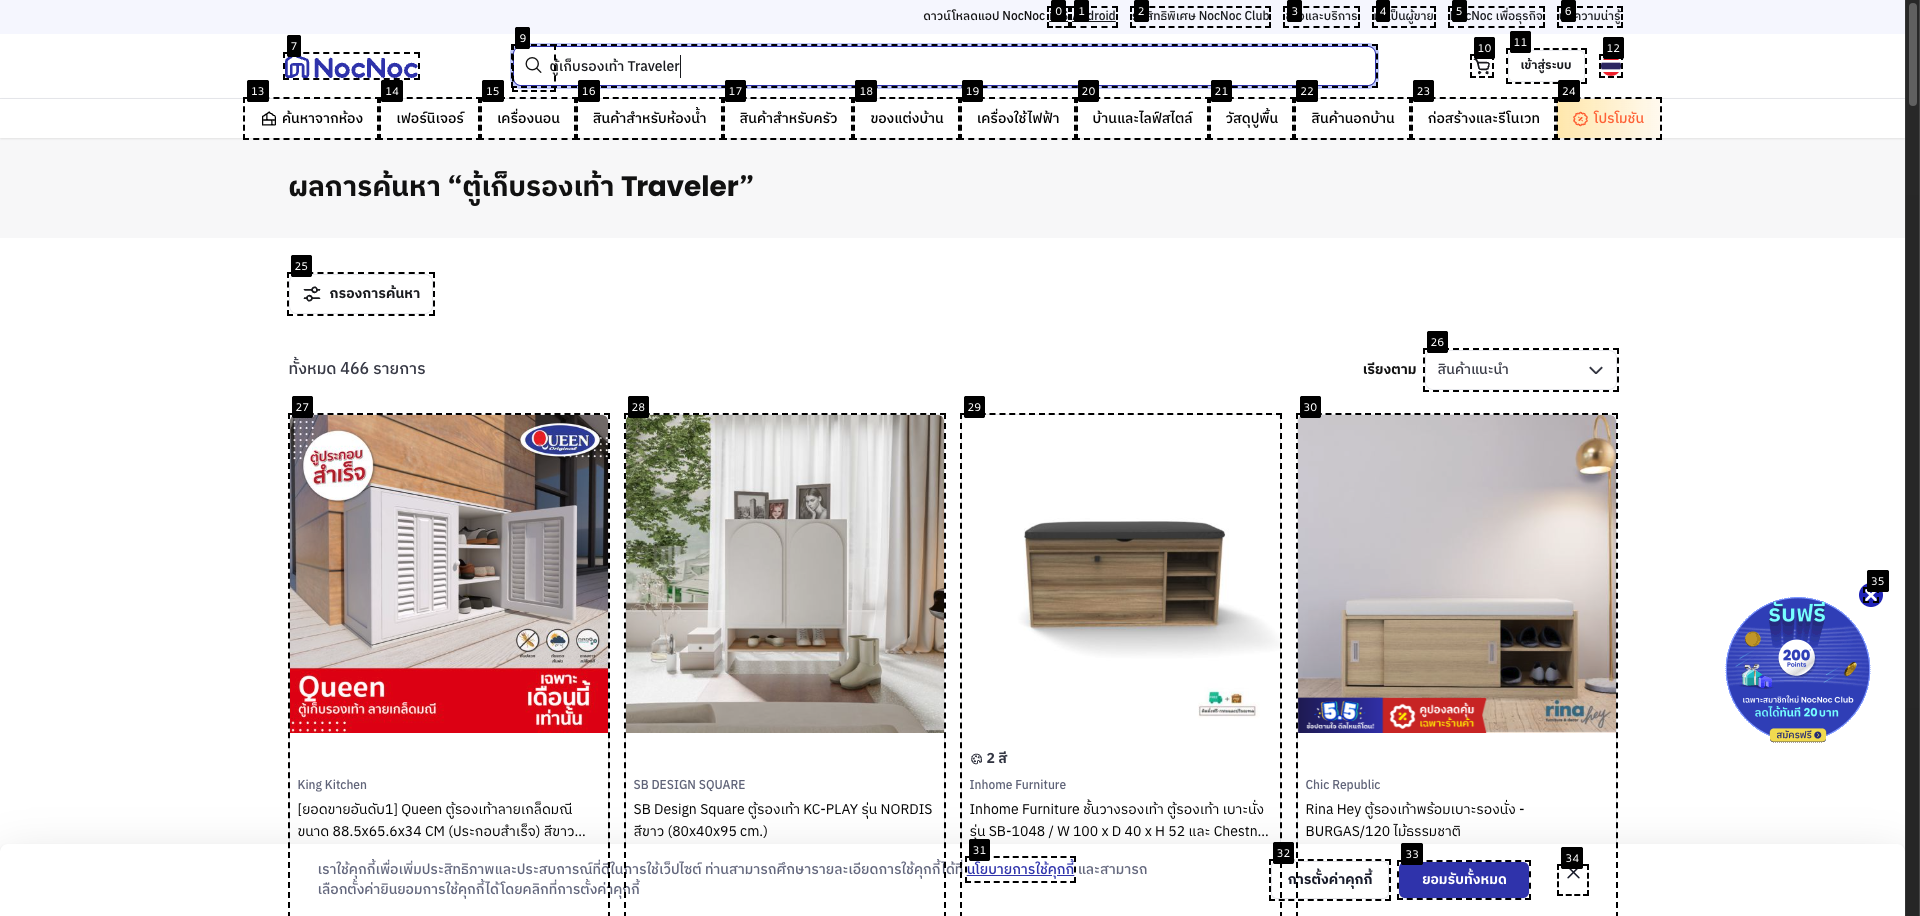 ดาวน์โหลดแอป NocNoc
NocNoc Club
และบริการ
เป็นผู้ขาย
เพื่อธุรกิจ
ความน่ารู้
NocNoc
ตู้เก็บรองเท้า Traveler
เข้าสู่ระบบ
0 1 2 3 4 5 6 7 9 10 11 12
13 14 15 16 17 18 19 20 21 22 23 24
ค้นหาจากห้อง
เฟอร์นิเจอร์
เครื่องนอน
สินค้าสำหรับห้องน้ำ
สินค้าสำหรับครัว
ของแต่งบ้าน
เครื่องใช้ไฟฟ้า
บ้านและไลฟ์สไตล์
วัสดุปูพื้น
สินค้านอกบ้าน
ก่อสร้างและรีโนเวท
โปรโมชัน
ผลการค้นหา “ตู้เก็บรองเท้า Traveler”
25
กรองการค้นหา
ทั้งหมด 466 รายการ
เรียงตาม
26
สินค้าแนะนำ
27 28 29 30
ตู้ประกอบ
สำเร็จ
QUEEN
Original
Queen
ตู้เก็บรองเท้า ลายเกล็ดมณี
เฉพาะ
เดือนนี้
เท่านั้น
King Kitchen
[ยอดขายอันดับ1] Queen ตู้รองเท้าลายเกล็ดมณี
ขนาด 88.5x65.6x34 CM (ประกอบสำเร็จ) สีขาว...
SB DESIGN SQUARE
SB Design Square ตู้รองเท้า KC-PLAY รุ่น NORDIS
สีขาว (80x40x95 cm.)
2 สี
Inhome Furniture
Inhome Furniture ชั้นวางรองเท้า ตู้รองเท้า เบาะนั่ง
รุ่น SB-1048 / W 100 x D 40 x H 52 และ Chestn...
5.5
คูปองลดคุ้ม
เฉพาะร้านค้า
rina hey
Chic Republic
Rina Hey ตู้รองเท้าพร้อมเบาะรองนั่ง -
BURGAS/120 ไม้ธรรมชาติ
35
รับฟรี
200
Points
เฉพาะสมาชิกใหม่ NocNoc Club
ลดได้ทันที 20 บาท
สมัครฟรี
31 32 33 34
เราใช้คุกกี้เพื่อเพิ่มประสิทธิภาพและประสบการณ์ที่ดีในการใช้เว็ปไซต์ ท่านสามารถศึกษารายละเอียดการใช้คุกกี้ได้ที่ นโยบายการใช้คุกกี้ และสามารถ
เลือกตั้งค่ายินยอมการใช้คุกกี้ได้โดยคลิกที่การตั้งค่าคุกกี้
การตั้งค่าคุกกี้
ยอมรับทั้งหมด